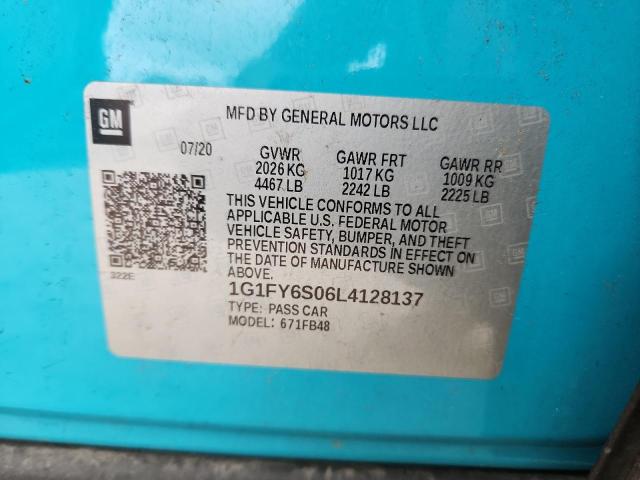 GM
MFD BY GENERAL MOTORS LLC
07/20 GVWR GAWR FRT GAWR RR
2026 KG 1017 KG 1009 KG
4467 LB 2242 LB 2225 LB
THIS VEHICLE CONFORMS TO ALL
APPLICABLE U.S. FEDERAL MOTOR
VEHICLE SAFETY, BUMPER, AND THEFT
PREVENTION STANDARDS IN EFFECT ON
THE DATE OF MANUFACTURE SHOWN
ABOVE.
322E
1G1FY6S06L4128137
TYPE: PASS CAR
MODEL: 671FB48